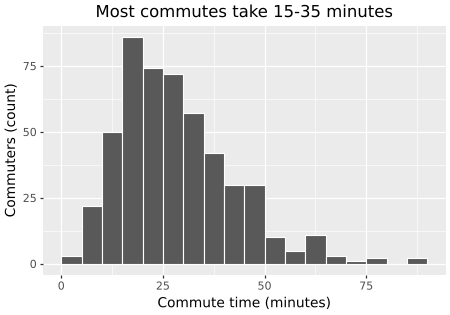 Most commutes take 15-35 minutes
Commuters (count)
75
50
25
0
0 25 50 75
Commute time (minutes)